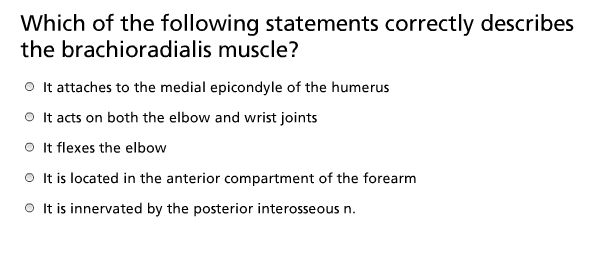 Which of the following statements correctly describes
the brachioradialis muscle?
It attaches to the medial epicondyle of the humerus
It acts on both the elbow and wrist joints
It flexes the elbow
It is located in the anterior compartment of the forearm
It is innervated by the posterior interosseous n.